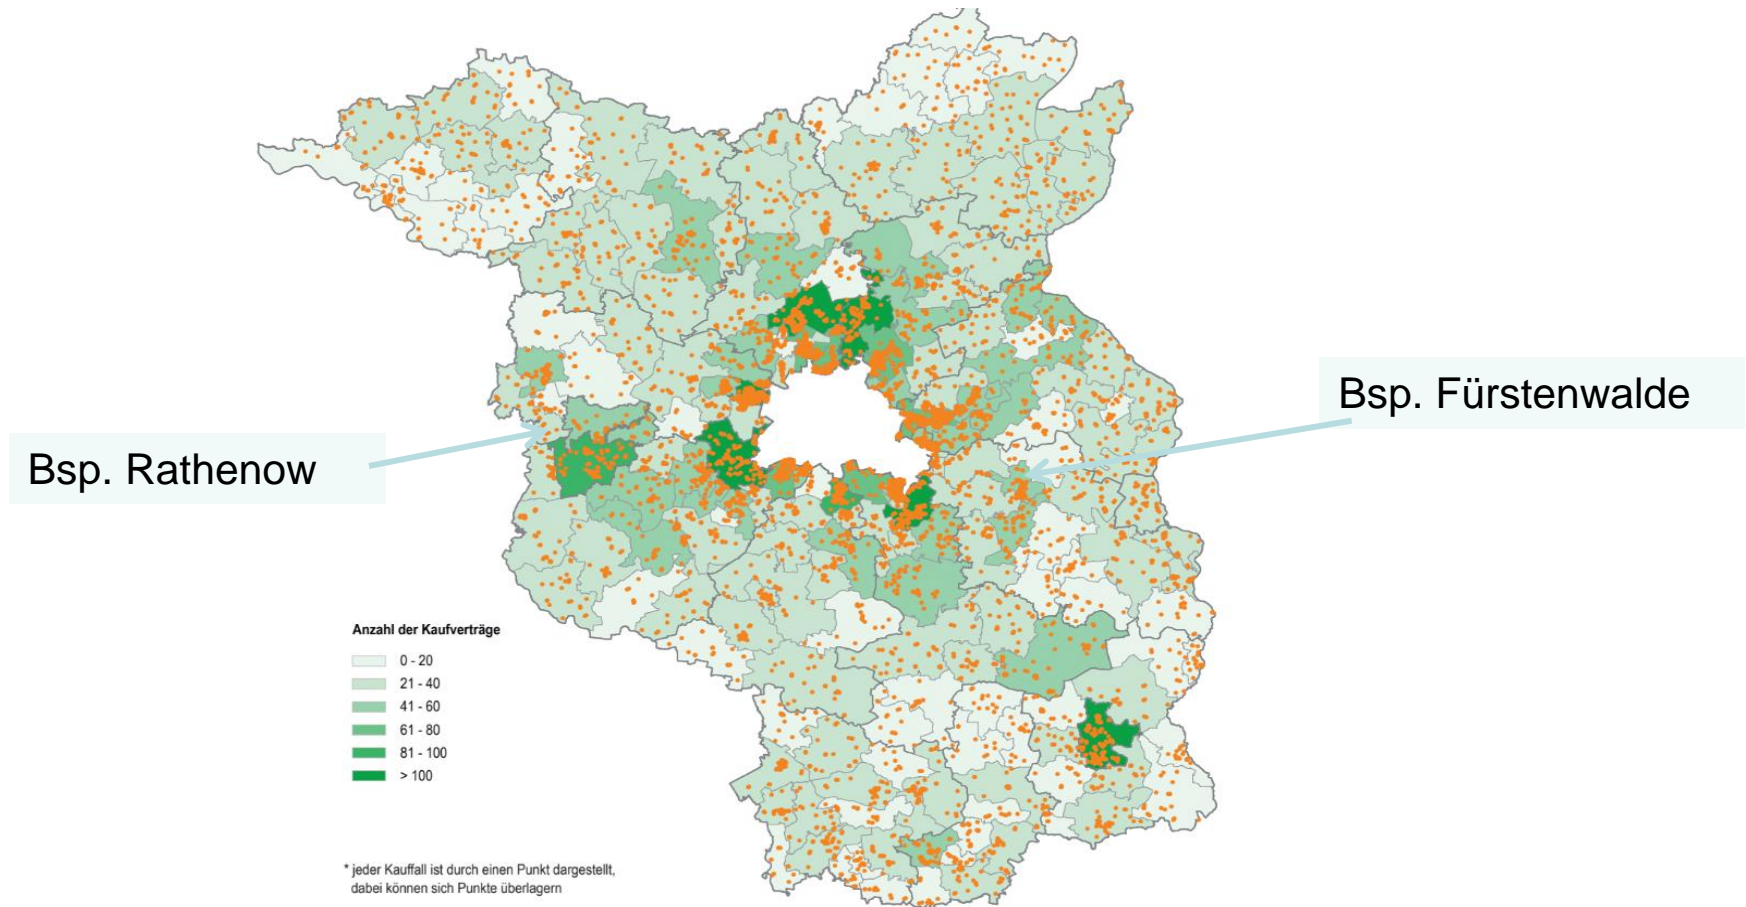 Bsp. Fürstenwalde
Bsp. Rathenow
Anzahl der Kaufverträge
0 - 20
21 - 40
41 - 60
61 - 80
81 - 100
> 100
* jeder Kauffall ist durch einen Punkt dargestellt,
dabei können sich Punkte überlagern